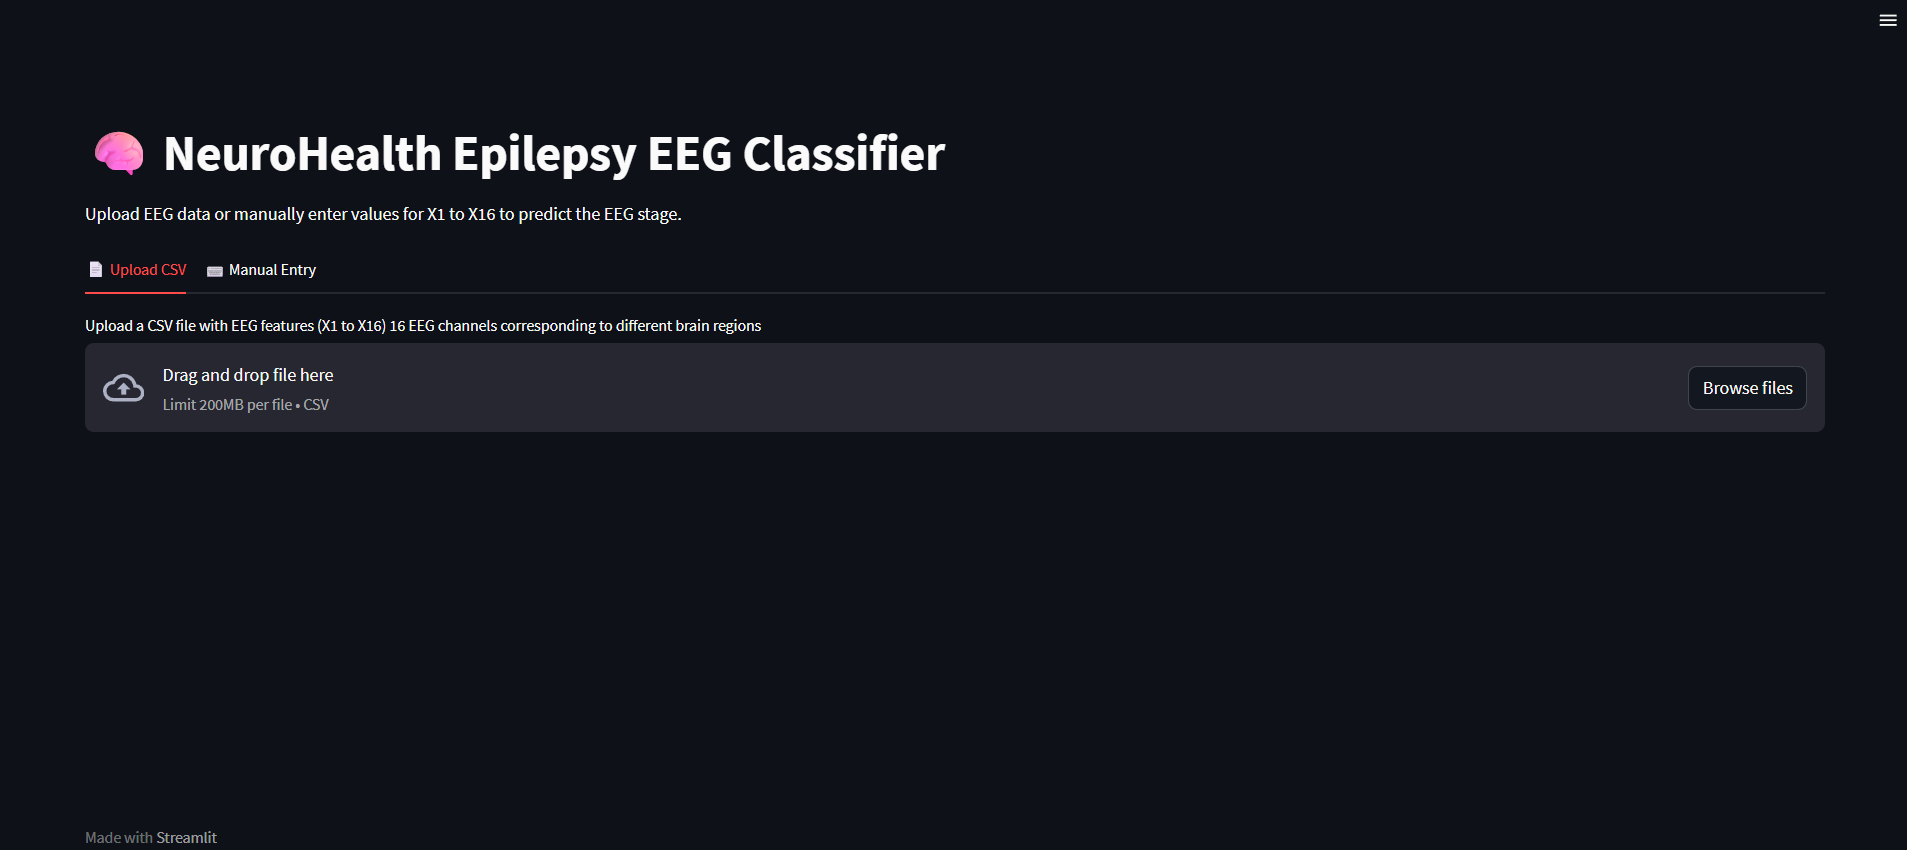 NeuroHealth Epilepsy EEG Classifier
Upload EEG data or manually enter values for X1 to X16 to predict the EEG stage.
Upload CSV
Manual Entry
Upload a CSV file with EEG features (X1 to X16) 16 EEG channels corresponding to different brain regions
Drag and drop file here
Limit 200MB per file • CSV
Browse files
Made with Streamlit